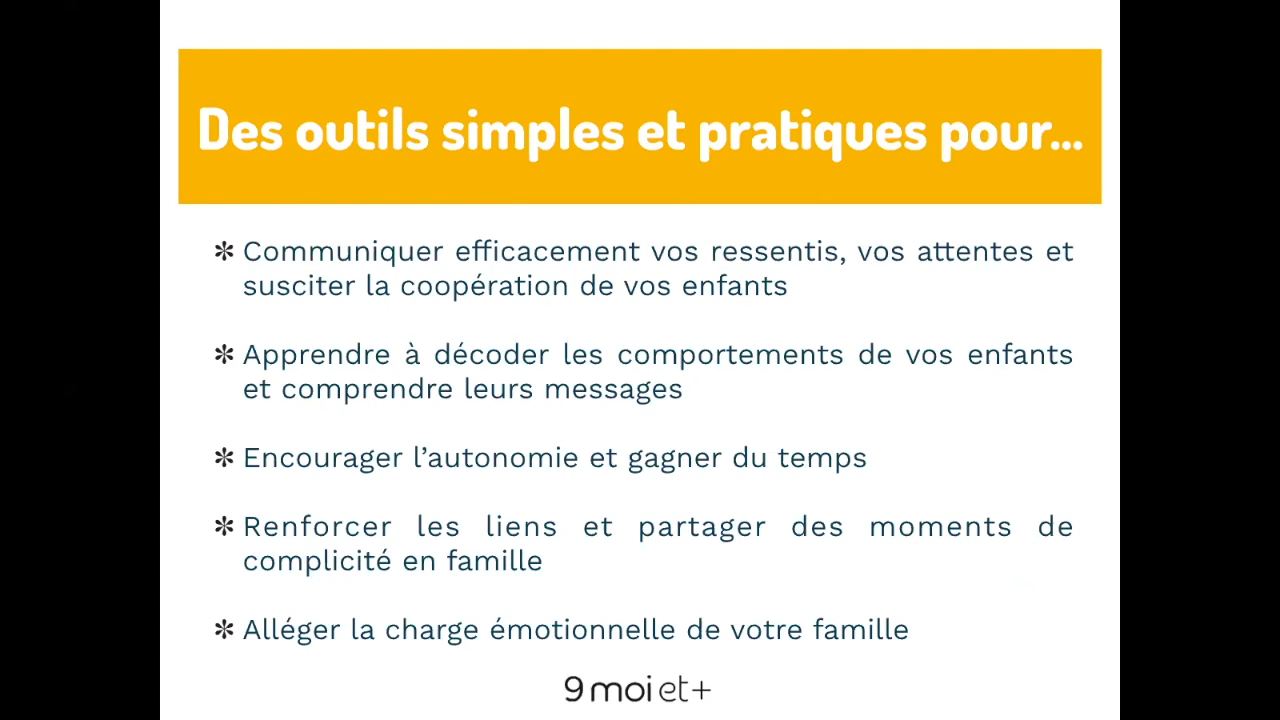 Des outils simples et pratiques pour...
✻ Communiquer efficacement vos ressentis, vos attentes et
susciter la coopération de vos enfants
✻ Apprendre à décoder les comportements de vos enfants
et comprendre leurs messages
✻ Encourager l’autonomie et gagner du temps
✻ Renforcer les liens et partager des moments de
complicité en famille
✻ Alléger la charge émotionnelle de votre famille
9 moi et+